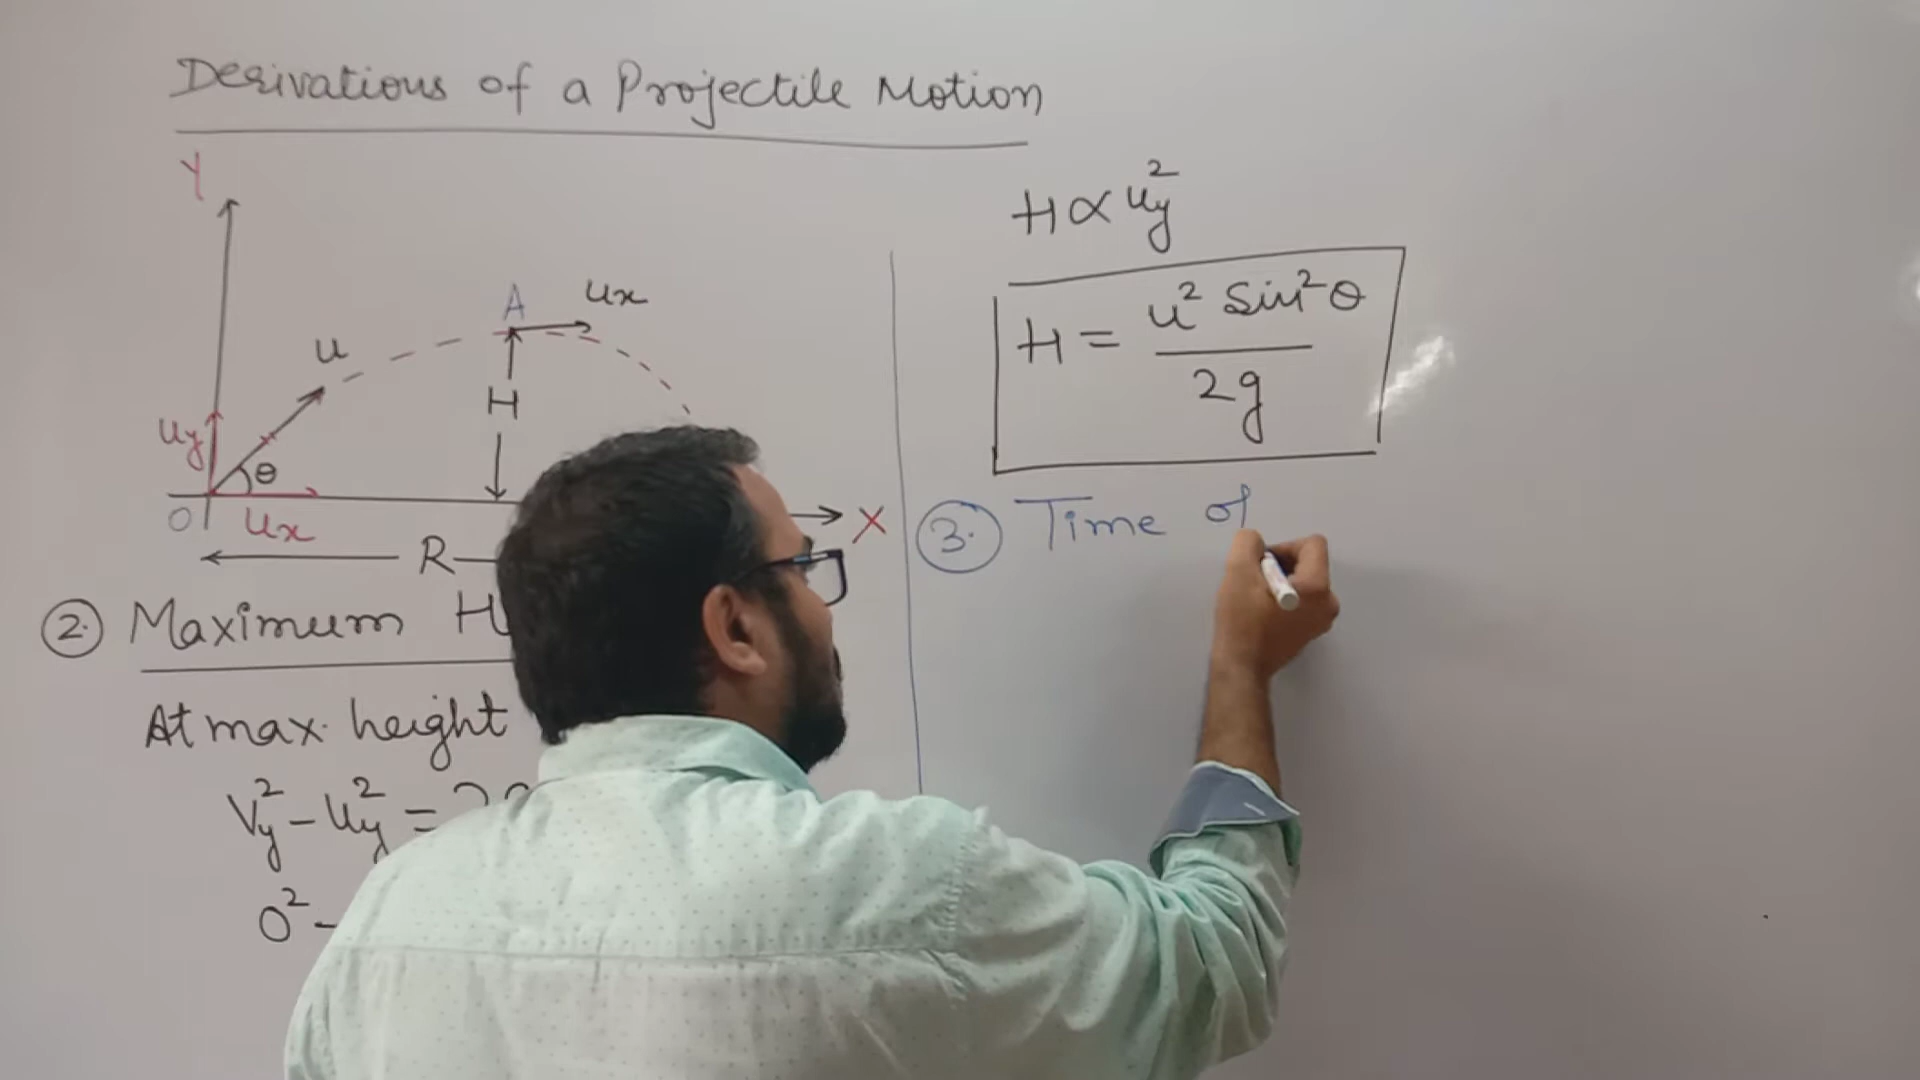 Derivations of a Projectile Motion
Y
A
ux
u
H
uy
θ
O
ux
X
R
2. Maximum H
At max. height
Vy² - uy² =
0² -
H ∝ uy²
H = u² Sin²θ / 2g
3. Time of